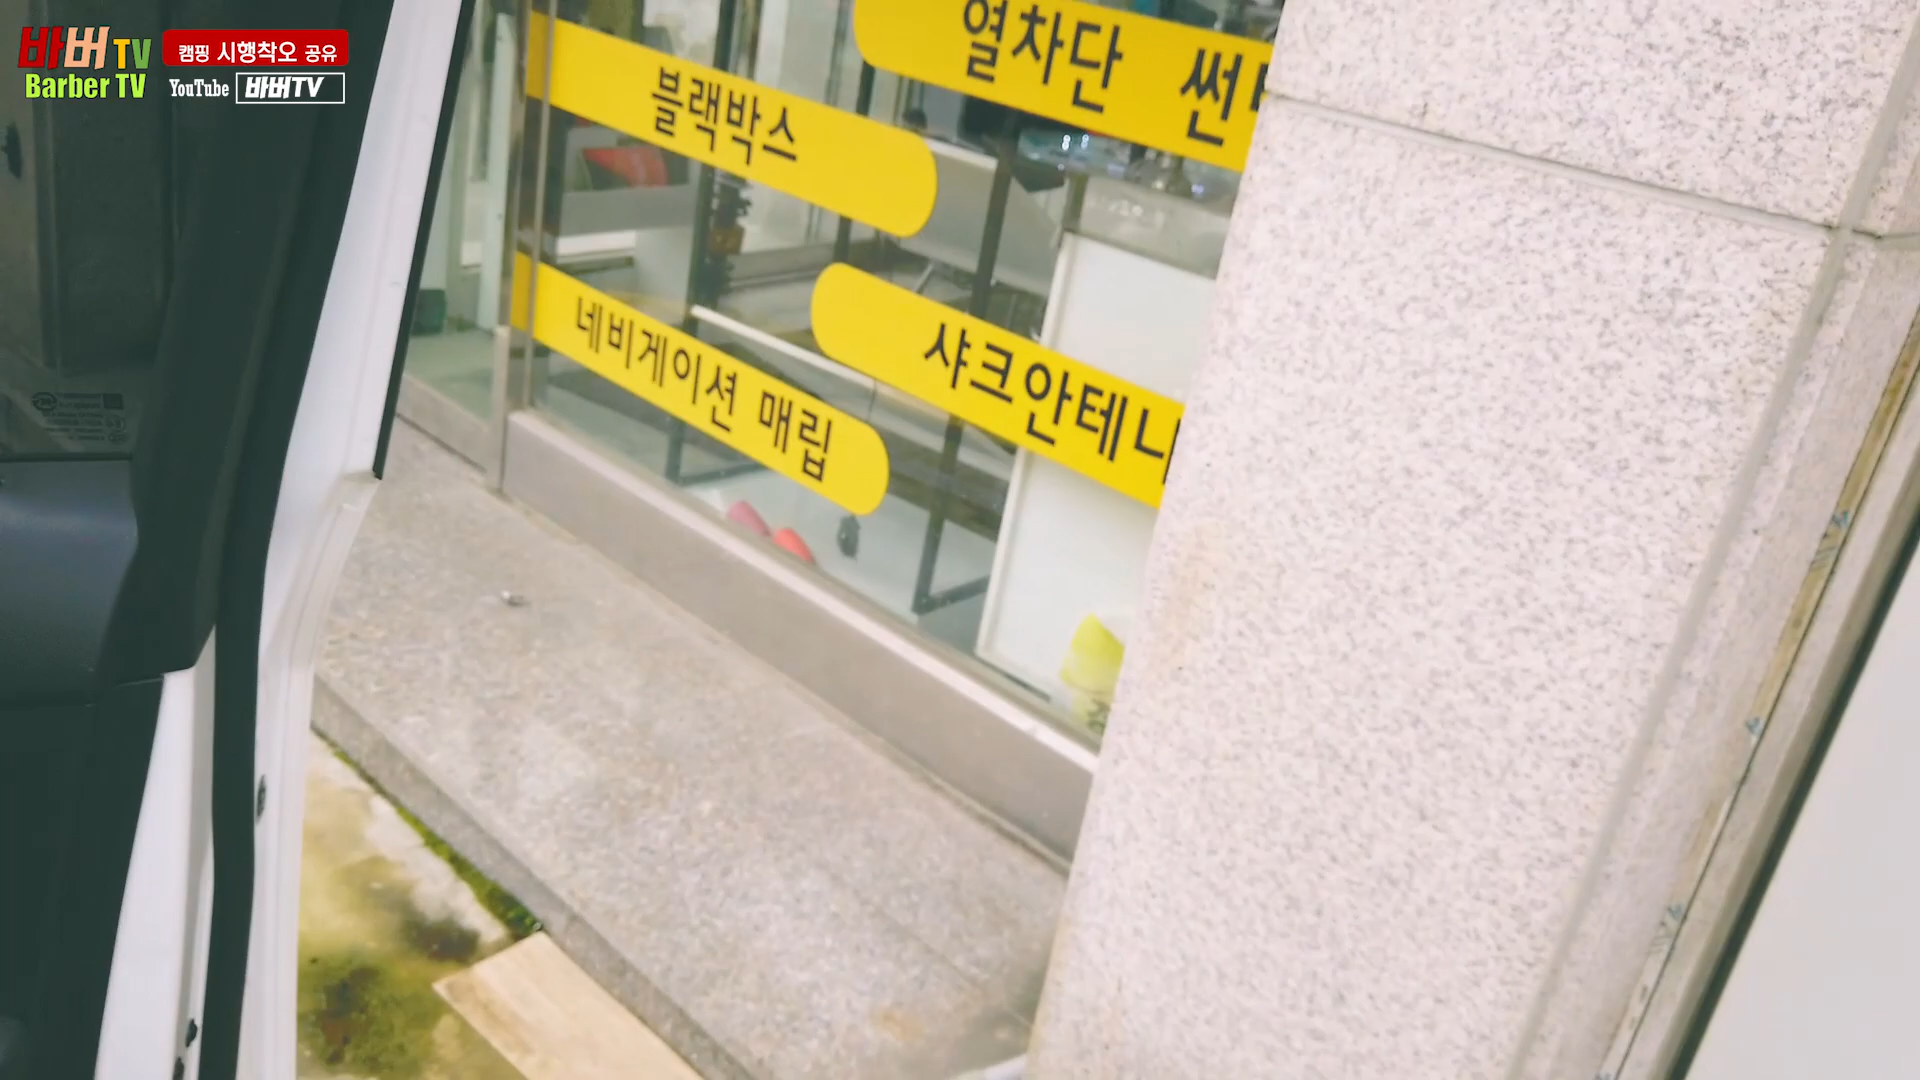 바버TV
Barber TV
캠핑 시행착오 공유
YouTube 바버TV
열차단
블랙박스
네비게이션 매립
샤크안테나